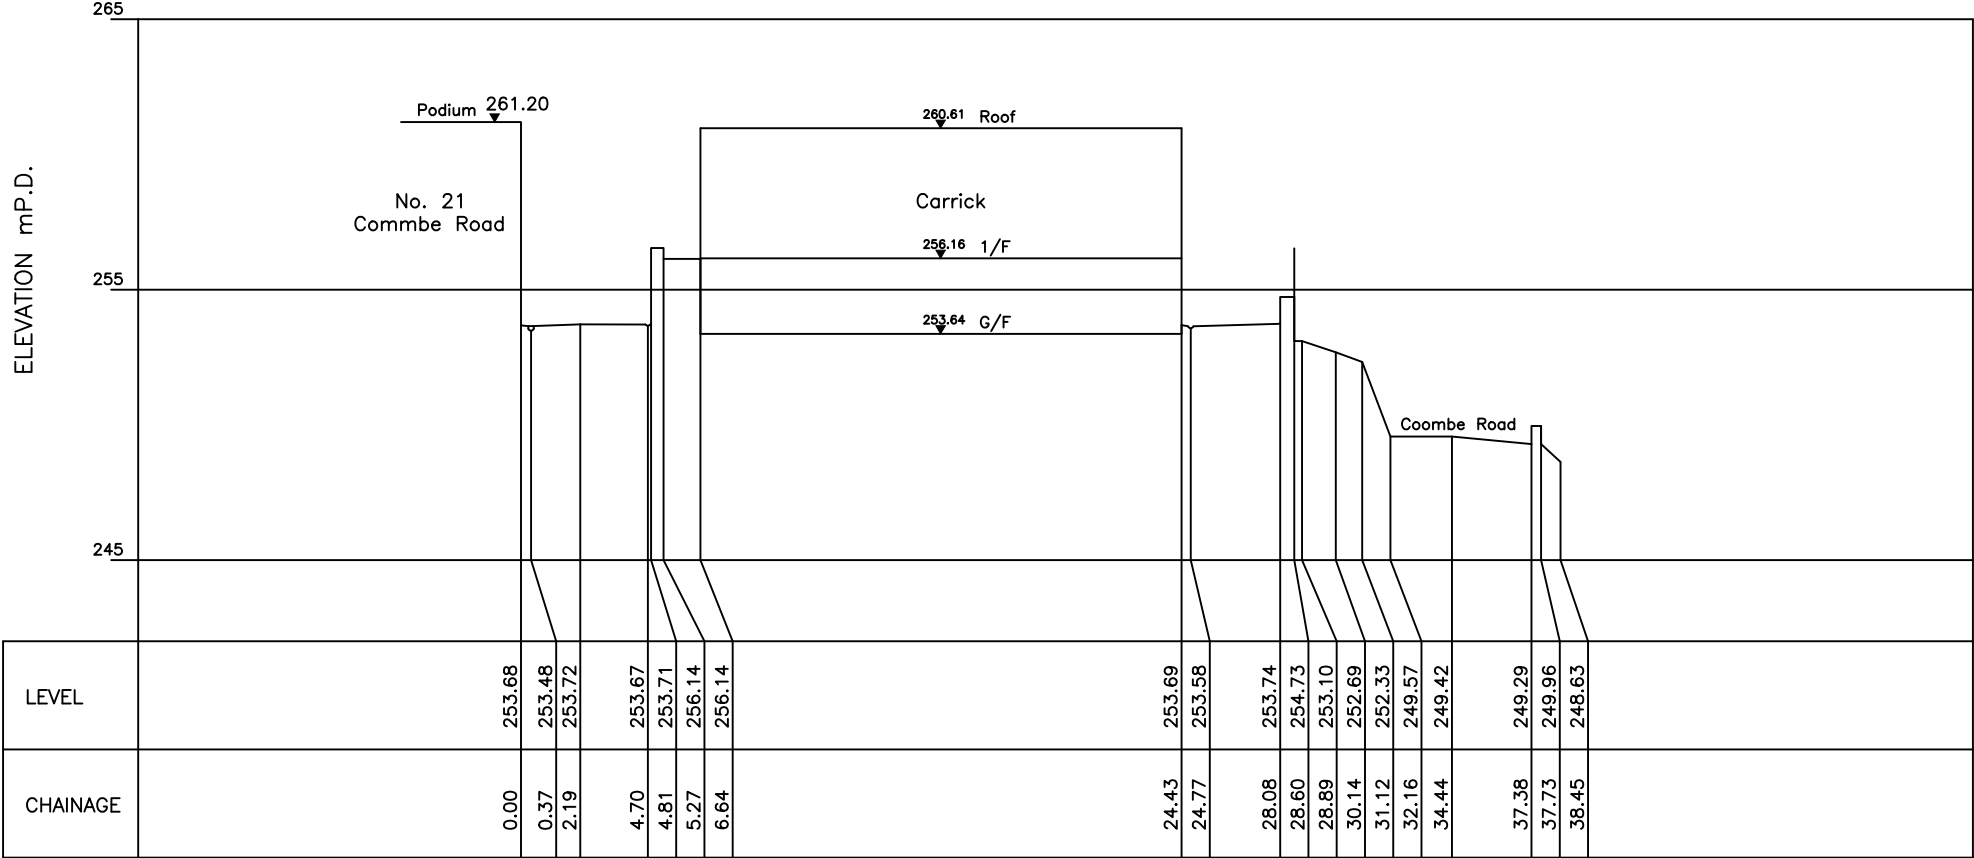 265
Podium 261.20
260.61 Roof
ELEVATION mP.D.
No. 21
Commbe Road
Carrick
256.16 1/F
255
253.64 G/F
Coombe Road
245
LEVEL 253.68 253.48 253.72 253.67 253.71 256.14 256.14 253.69 253.58 253.74 254.73 253.10 252.69 252.33 249.57 249.42 249.29 249.96 248.63
CHAINAGE 0.00 0.37 2.19 4.70 4.81 5.27 6.64 24.43 24.77 28.08 28.60 28.89 30.14 31.12 32.16 34.44 37.38 37.73 38.45